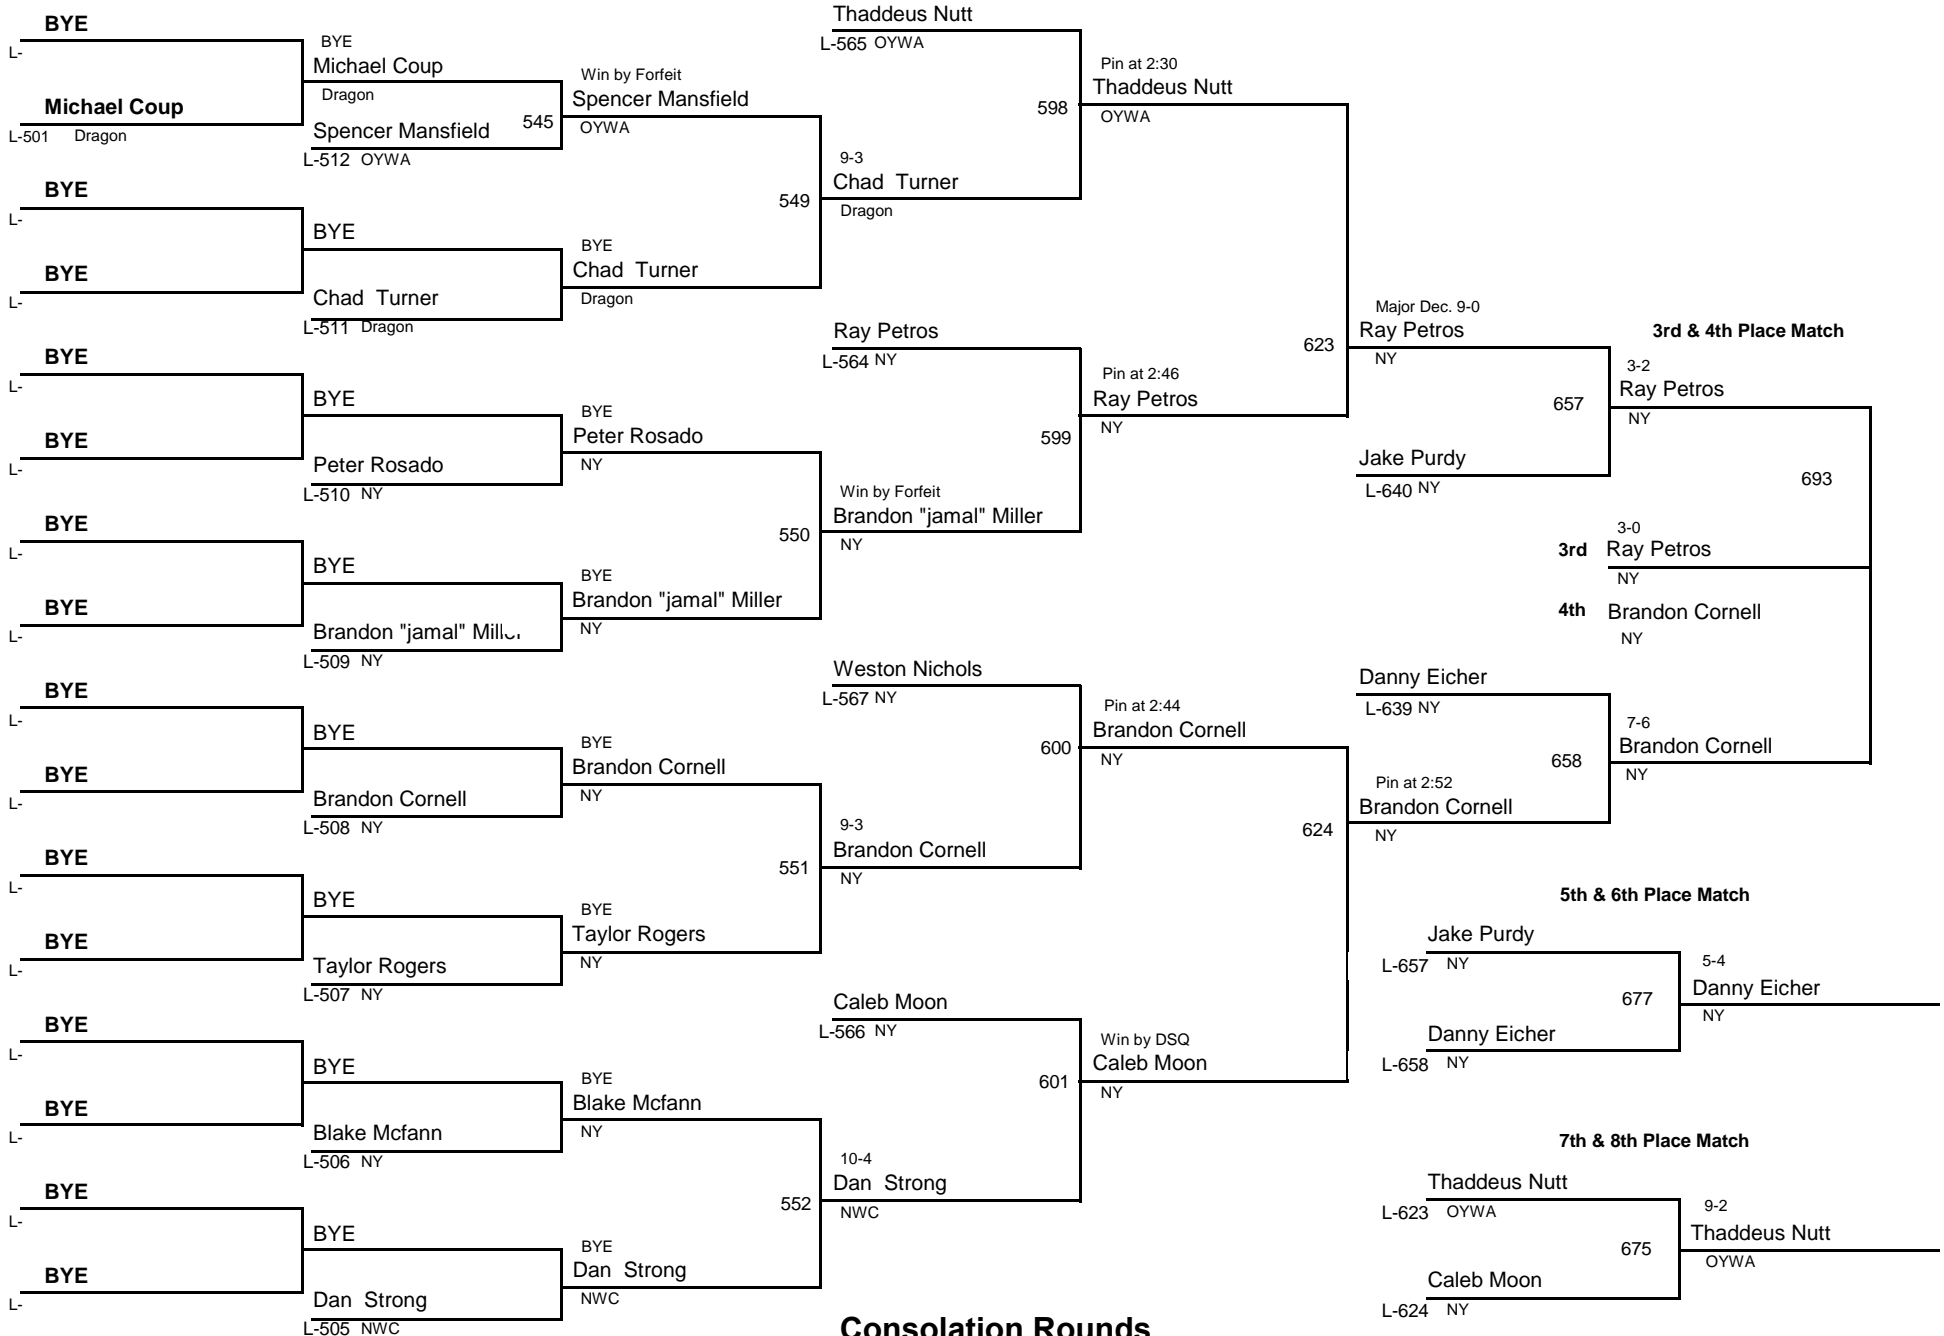 BYE
L-
Michael Coup
L-501 Dragon
BYE
L-
BYE
L-
BYE
L-
BYE
L-
BYE
L-
BYE
L-
BYE
L-
BYE
L-
BYE
L-
BYE
L-
BYE
L-
BYE
L-
BYE
L-
BYE
L-
BYE
Michael Coup
Dragon
Spencer Mansfield 545
L-512 OYWA
BYE
Chad Turner
L-511 Dragon
BYE
Peter Rosado
L-510 NY
BYE
Brandon "jamal" Miller
L-509 NY
BYE
Brandon Cornell
L-508 NY
BYE
Taylor Rogers
L-507 NY
BYE
Blake Mcfann
L-506 NY
BYE
Dan Strong
L-505 NWC
Win by Forfeit
Spencer Mansfield
OYWA
549
BYE
Chad Turner
Dragon
BYE
Peter Rosado
NY
550
BYE
Brandon "jamal" Miller
NY
BYE
Brandon Cornell
NY
551
BYE
Taylor Rogers
NY
BYE
Blake Mcfann
NY
552
BYE
Dan Strong
NWC
Thaddeus Nutt
L-565 OYWA
598
9-3
Chad Turner
Dragon
Ray Petros
L-564 NY
599
Win by Forfeit
Brandon "jamal" Miller
NY
Weston Nichols
L-567 NY
600
9-3
Brandon Cornell
NY
Caleb Moon
L-566 NY
601
10-4
Dan Strong
NWC
Pin at 2:30
Thaddeus Nutt
OYWA
623
Pin at 2:46
Ray Petros
NY
Pin at 2:44
Brandon Cornell
NY
624
Win by DSQ
Caleb Moon
NY
Major Dec. 9-0
Ray Petros
NY
657
Jake Purdy
L-640 NY
Danny Eicher
L-639 NY
658
Pin at 2:52
Brandon Cornell
NY
3rd & 4th Place Match
3-2
Ray Petros
NY
693
3-0
3rd Ray Petros
NY
4th Brandon Cornell
NY
7-6
Brandon Cornell
NY
5th & 6th Place Match
Jake Purdy
L-657 NY
677
Danny Eicher
L-658 NY
5-4
Danny Eicher
NY
7th & 8th Place Match
Thaddeus Nutt
L-623 OYWA
675
Caleb Moon
L-624 NY
9-2
Thaddeus Nutt
OYWA
Consolation Rounds